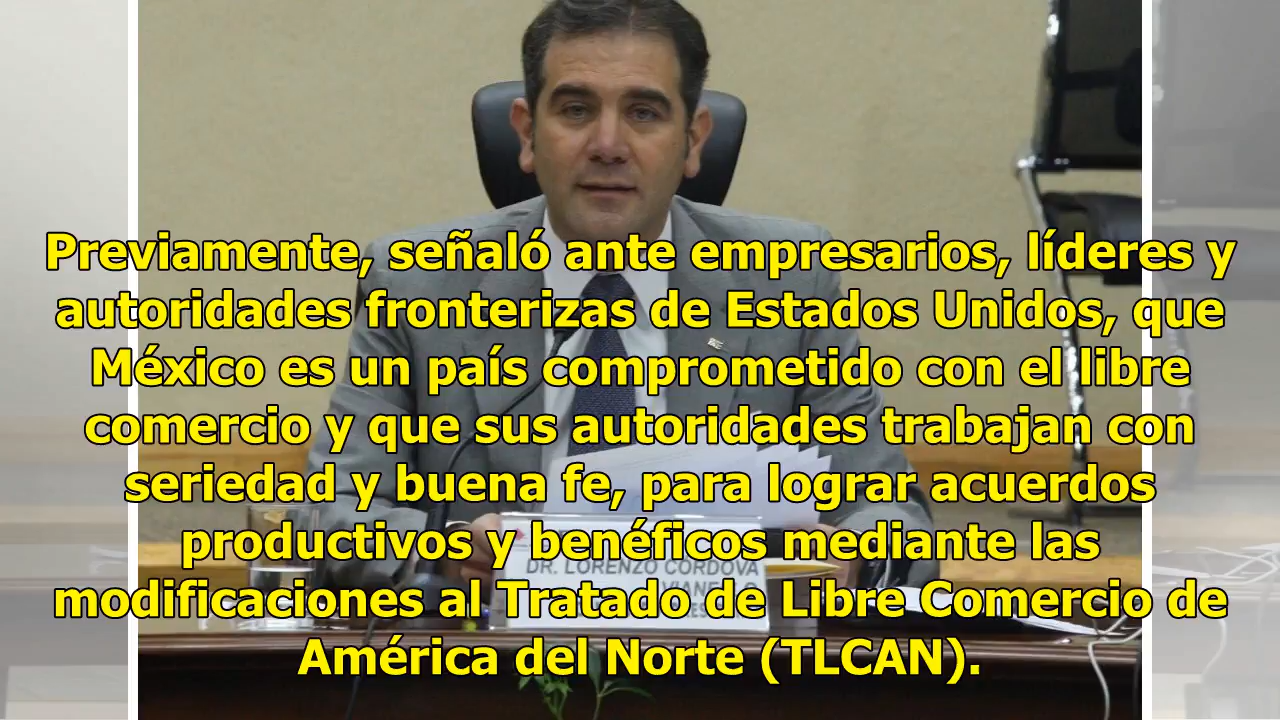 Previamente, señaló ante empresarios, líderes y
autoridades fronterizas de Estados Unidos, que
México es un país comprometido con el libre
comercio y que sus autoridades trabajan con
seriedad y buena fe, para lograr acuerdos
productivos y benéficos mediante las
DR. LORENZO CÓRDOVA
VIANELLO
modificaciones al Tratado de Libre Comercio de
América del Norte (TLCAN).